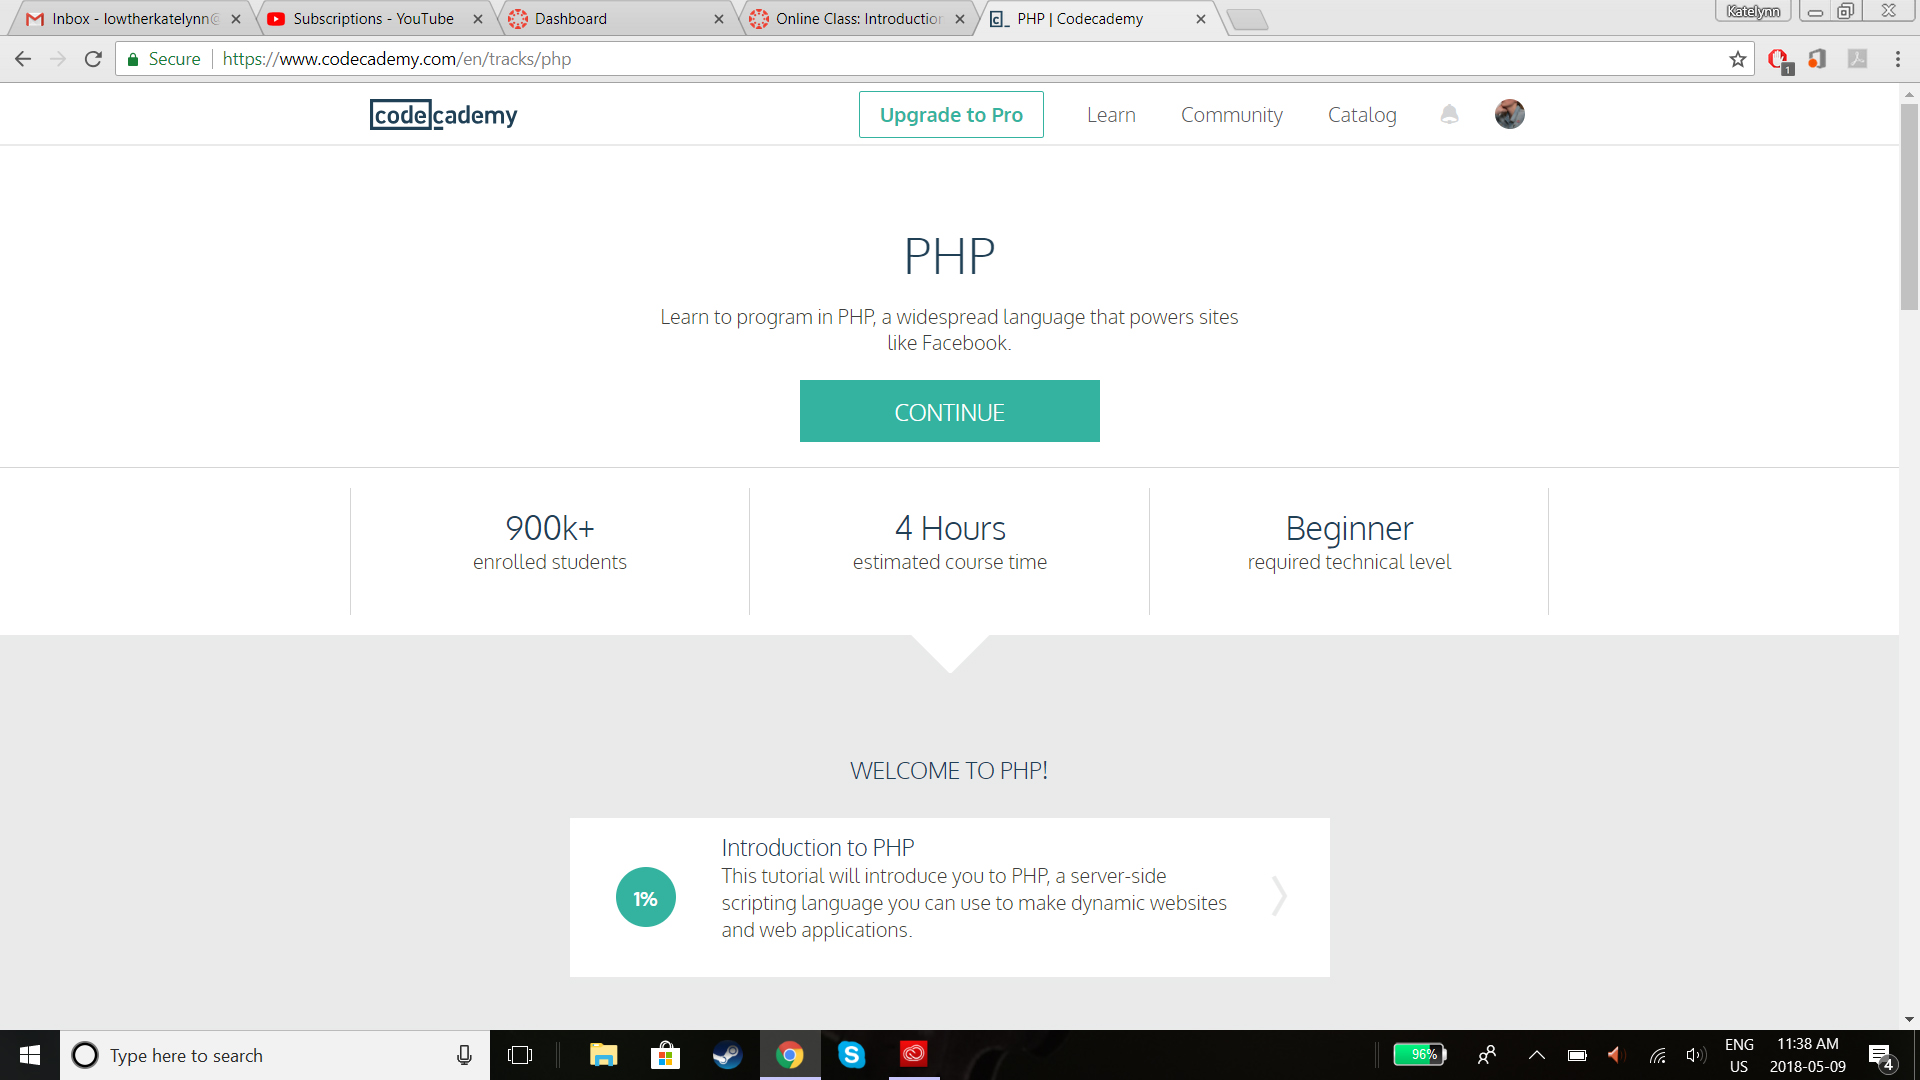 Inbox - lowtherkatelynn@
Subscriptions - YouTube
Dashboard
Online Class: Introduction
PHP | Codecademy
Katelynn
Secure
https://www.codecademy.com/en/tracks/php
1
codecademy
Upgrade to Pro
Learn
Community
Catalog
PHP
Learn to program in PHP, a widespread language that powers sites
like Facebook.
CONTINUE
900k+
enrolled students
4 Hours
estimated course time
Beginner
required technical level
WELCOME TO PHP!
Introduction to PHP
This tutorial will introduce you to PHP, a server-side
scripting language you can use to make dynamic websites
and web applications.
1%
Type here to search
96%
ENG
US
11:38 AM
2018-05-09
4